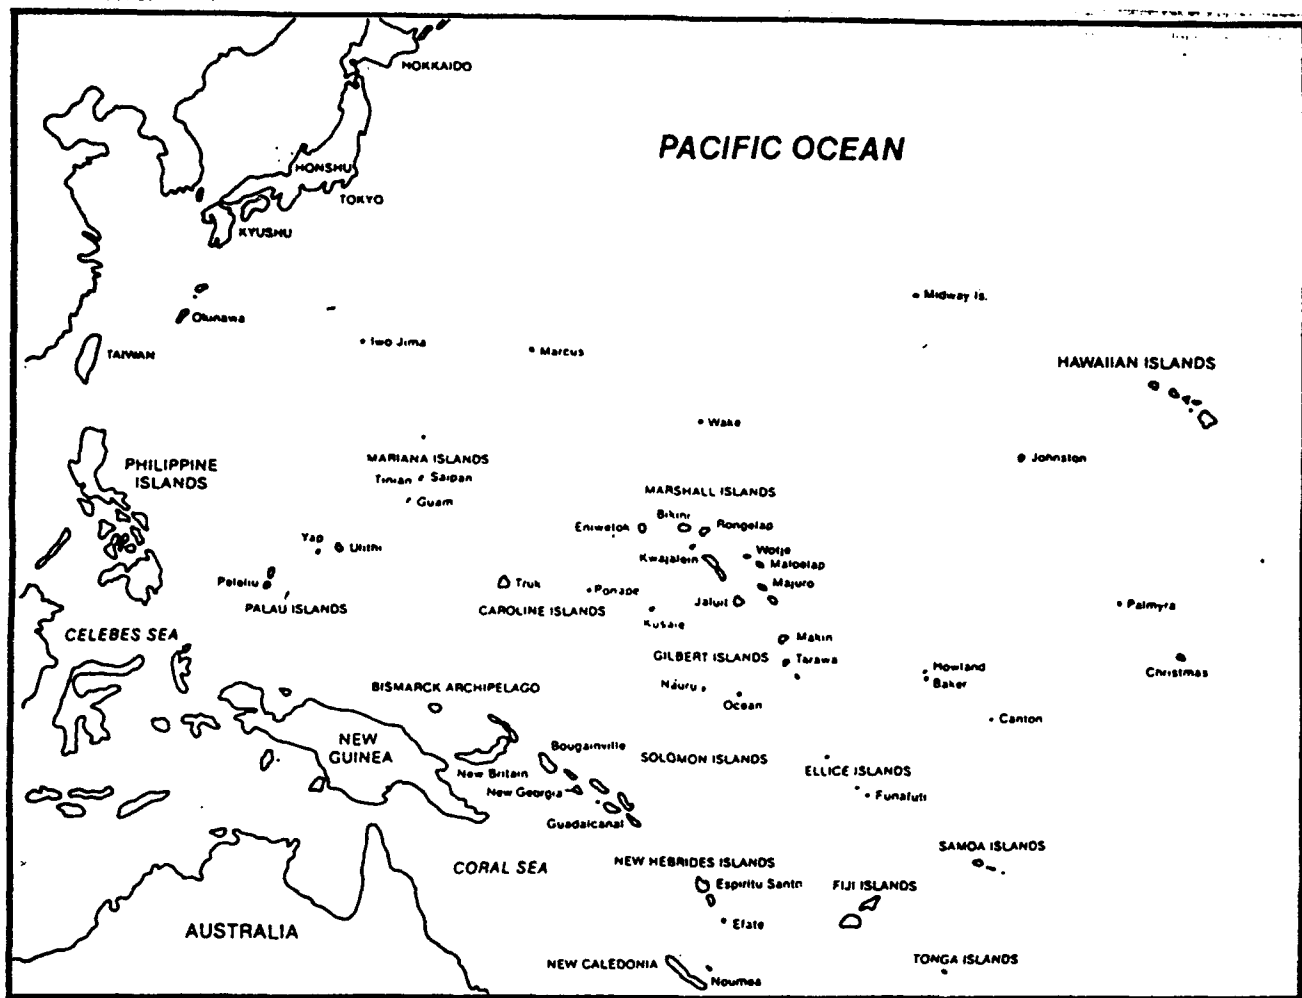 HOKKAIDO
PACIFIC OCEAN
HONSHU
TOKYO
KYUSHU
Midway Is.
Okinawa
Iwo Jima
Marcus
TAIWAN
HAWAIIAN ISLANDS
Wake
MARIANA ISLANDS
Johnston
PHILIPPINE
ISLANDS
Tinian
Saipan
MARSHALL ISLANDS
Guam
Bikini
Eniwetok
Rongelap
Yap
Ulithi
Kwajalein
Wotje
Maloelap
Peleliu
Truk
Ponape
Majuro
PALAU ISLANDS
CAROLINE ISLANDS
Jaluit
Palmyra
Kusaie
CELEBES SEA
Makin
GILBERT ISLANDS
Tarawa
Howland
Christmas
BISMARCK ARCHIPELAGO
Nauru
Baker
Ocean
Canton
NEW
GUINEA
Bougainville
SOLOMON ISLANDS
ELLICE ISLANDS
New Britain
New Georgia
Funafuti
Guadalcanal
SAMOA ISLANDS
CORAL SEA
NEW HEBRIDES ISLANDS
Espiritu Santo
FIJI ISLANDS
Efate
AUSTRALIA
NEW CALEDONIA
TONGA ISLANDS
Noumea